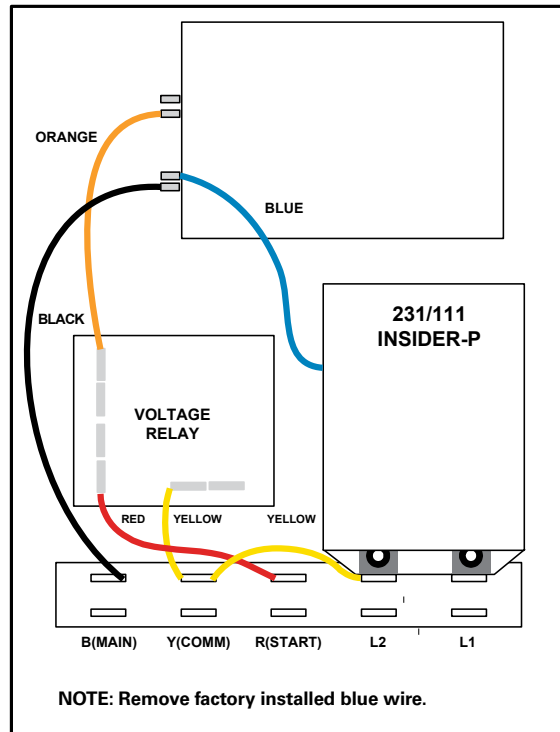 ORANGE
BLUE
BLACK
231/111
INSIDER-P
VOLTAGE
RELAY
RED YELLOW YELLOW
B(MAIN) Y(COMM) R(START) L2 L1
NOTE: Remove factory installed blue wire.